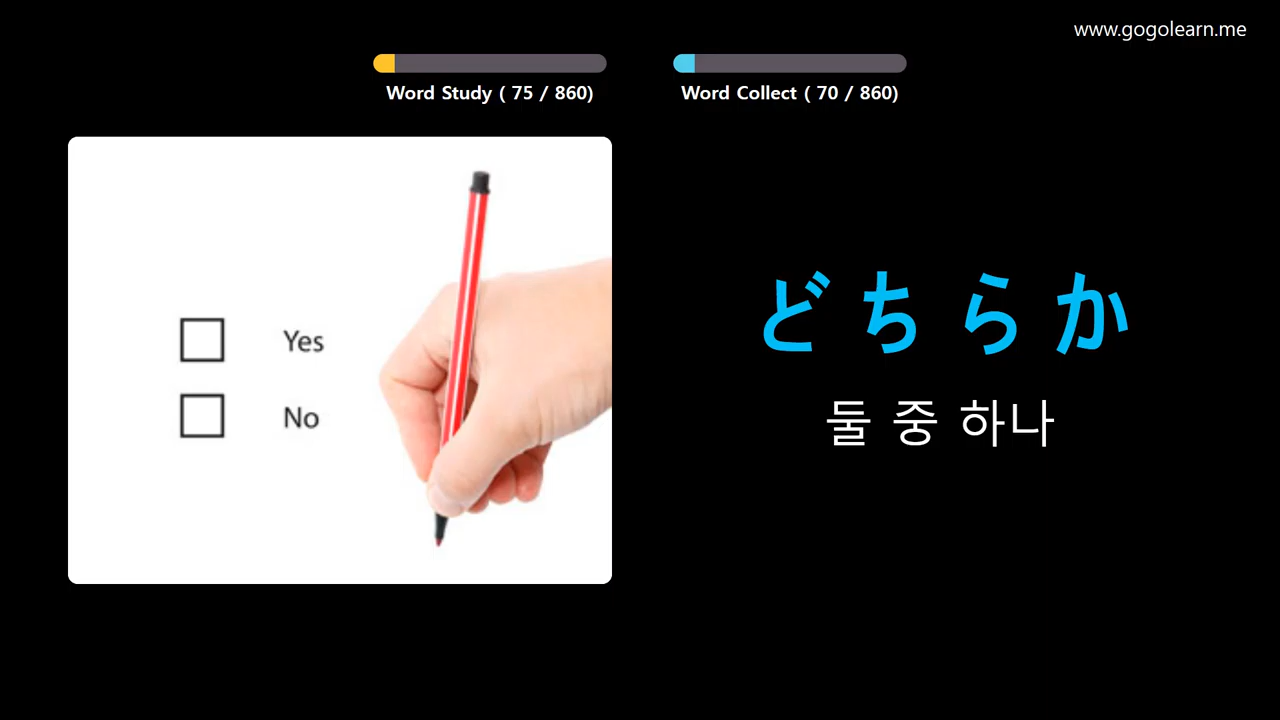 www.gogolearn.me
Word Study ( 75 / 860)
Word Collect ( 70 / 860)
Yes
No
どちらか
둘 중 하나